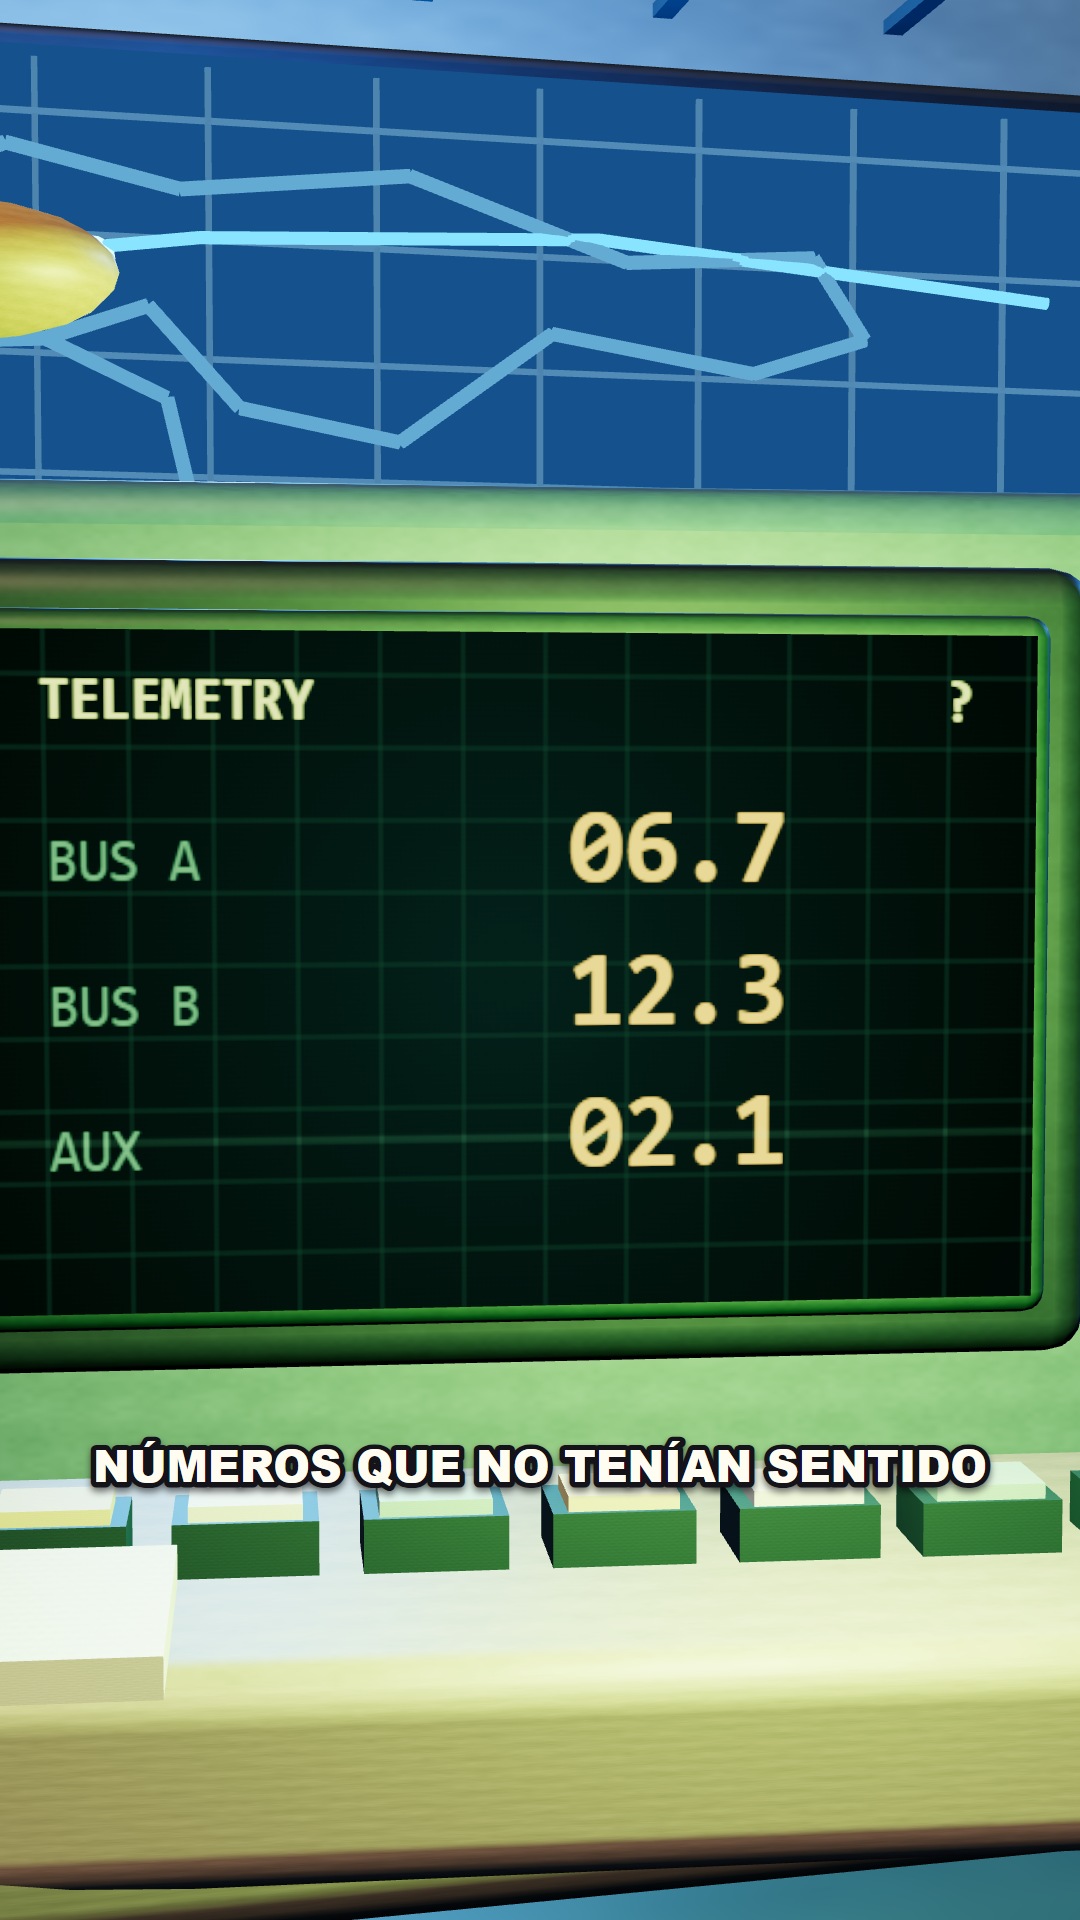 TELEMETRY ?
BUS A 06.7
BUS B 12.3
AUX 02.1
NÚMEROS QUE NO TENÍAN SENTIDO